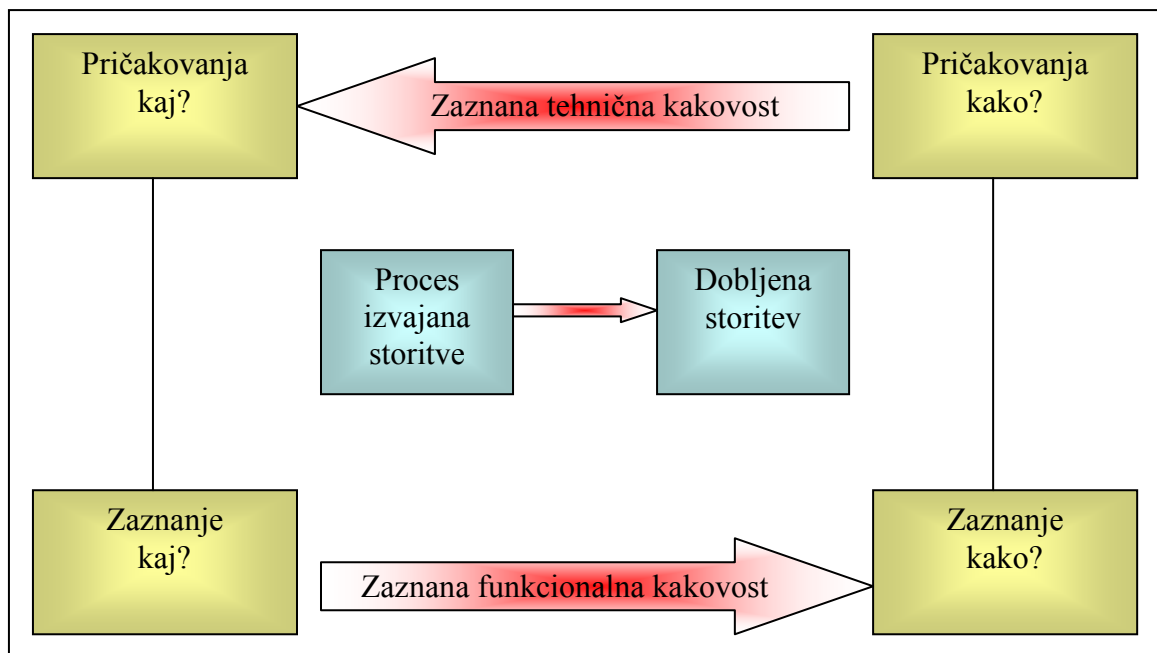 Pričakovanja
kaj?
Zaznana tehnična kakovost
Pričakovanja
kako?
Proces
izvajana
storitve
Dobljena
storitev
Zaznanje
kaj?
Zaznana funkcionalna kakovost
Zaznanje
kako?